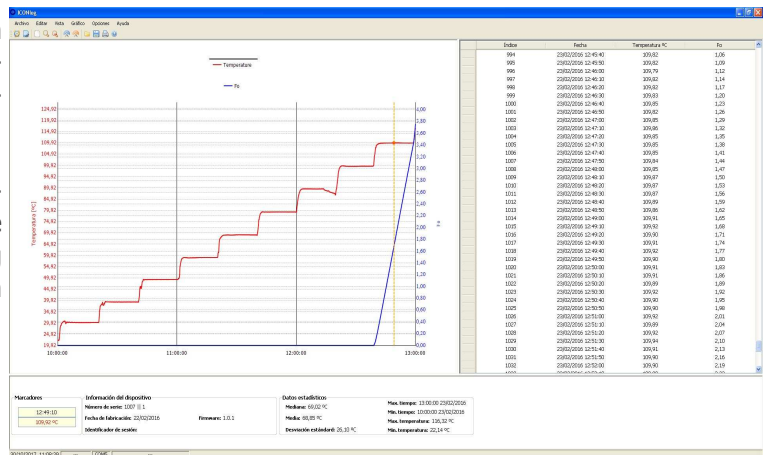 ICONlog
Archivo Editar Vista Gráfico Opciones Ayuda
Temperature
Fo
124,92
119,92
114,92
109,92
104,92
99,92
94,92
89,92
84,92
79,92
74,92
69,92
64,92
59,92
54,92
49,92
44,92
39,92
34,92
29,92
24,92
19,92
Temperatura [ºC]
4,00
3,80
3,60
3,40
3,20
3,00
2,80
2,60
2,40
2,20
2,00
1,80
1,60
1,40
1,20
1,00
0,80
0,60
0,40
0,20
0,00
Fo
10:00:00 11:00:00 12:00:00 13:00:00
Índice Fecha Temperatura ºC Fo
994 23/02/2016 12:45:40 109,82 1,06
995 23/02/2016 12:45:50 109,82 1,09
996 23/02/2016 12:46:00 109,79 1,12
997 23/02/2016 12:46:10 109,82 1,14
998 23/02/2016 12:46:20 109,82 1,17
999 23/02/2016 12:46:30 109,83 1,20
1000 23/02/2016 12:46:40 109,85 1,23
1001 23/02/2016 12:46:50 109,82 1,26
1002 23/02/2016 12:47:00 109,85 1,29
1003 23/02/2016 12:47:10 109,86 1,32
1004 23/02/2016 12:47:20 109,85 1,35
1005 23/02/2016 12:47:30 109,87 1,38
1006 23/02/2016 12:47:40 109,85 1,41
1007 23/02/2016 12:47:50 109,84 1,44
1008 23/02/2016 12:48:00 109,85 1,47
1009 23/02/2016 12:48:10 109,87 1,50
1010 23/02/2016 12:48:20 109,87 1,53
1011 23/02/2016 12:48:30 109,87 1,56
1012 23/02/2016 12:48:40 109,89 1,59
1013 23/02/2016 12:48:50 109,86 1,62
1014 23/02/2016 12:49:00 109,91 1,65
1015 23/02/2016 12:49:10 109,92 1,68
1016 23/02/2016 12:49:20 109,90 1,71
1017 23/02/2016 12:49:30 109,91 1,74
1018 23/02/2016 12:49:40 109,92 1,77
1019 23/02/2016 12:49:50 109,90 1,80
1020 23/02/2016 12:50:00 109,91 1,83
1021 23/02/2016 12:50:10 109,91 1,86
1022 23/02/2016 12:50:20 109,89 1,89
1023 23/02/2016 12:50:30 109,92 1,92
1024 23/02/2016 12:50:40 109,90 1,95
1025 23/02/2016 12:50:50 109,90 1,98
1026 23/02/2016 12:51:00 109,92 2,01
1027 23/02/2016 12:51:10 109,89 2,04
1028 23/02/2016 12:51:20 109,92 2,07
1029 23/02/2016 12:51:30 109,94 2,10
1030 23/02/2016 12:51:40 109,91 2,13
1031 23/02/2016 12:51:50 109,90 2,16
1032 23/02/2016 12:52:00 109,90 2,19
Marcadores
12:49:10
109,92 ºC
Información del dispositivo
Número de serie: 1007 || 1
Fecha de fabricación: 22/02/2016 Firmware: 1.0.1
Identificador de sesión:
Datos estadísticos
Mediana: 69,02 ºC
Media: 68,85 ºC
Desviación estándard: 26,10 ºC
Max. tiempo: 13:00:00 23/02/2016
Min. tiempo: 10:00:00 23/02/2016
Max. temperatura: 116,32 ºC
Min. temperatura: 22,14 ºC